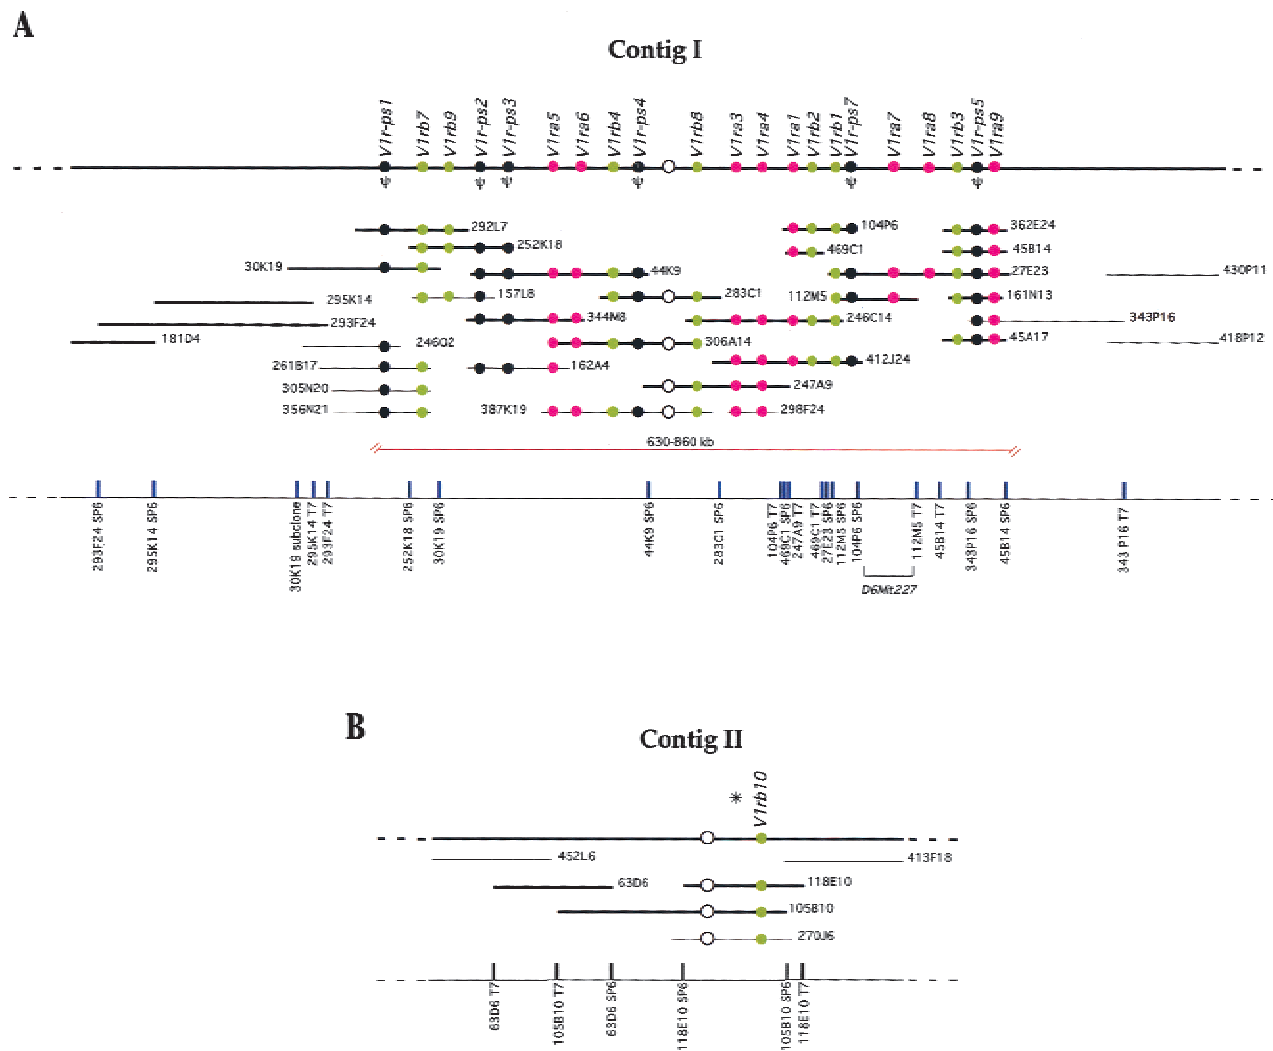 A
Contig I
V1r-ps1
V1rb7
V1rb9
V1r-ps2
V1r-ps3
V1ra5
V1ra6
V1rb4
V1r-ps4
V1rb8
V1ra3
V1ra4
V1ra1
V1rb2
V1rb1
V1r-ps7
V1ra7
V1ra8
V1rb3
V1r-ps5
V1ra9
ψ ψ ψ ψ ψ ψ
292L7 104P6 362E24
252K18 469C1 45B14
30K19 44K9 27E23 430P11
295K14 157L8 283C1 112M5 161N13
293F24 344M8 246C14 343P16
181D4 246O2 306A14 45A17 418P12
261B17 162A4 412J24
305N20 247A9
356N21 387K19 298F24
630-860 kb
293F24 SP6
295K14 SP6
30K19 subclone
295K14 T7
293F24 T7
252K18 SP6
30K19 SP6
44K9 SP6
283C1 SP6
104P6 T7
469C1 SP6
247A9 T7
469C1 T7
27E23 SP6
112M5 SP6
104P6 SP6
112M5 T7
45B14 T7
343P16 SP6
45B14 SP6
343 P16 T7
D6Mit227
B
Contig II
*
V1rb10
452L6 413F18
63D6 118E10
105B10
270J6
63D6 T7
105B10 T7
63D6 SP6
118E10 SP6
105B10 SP6
118E10 T7